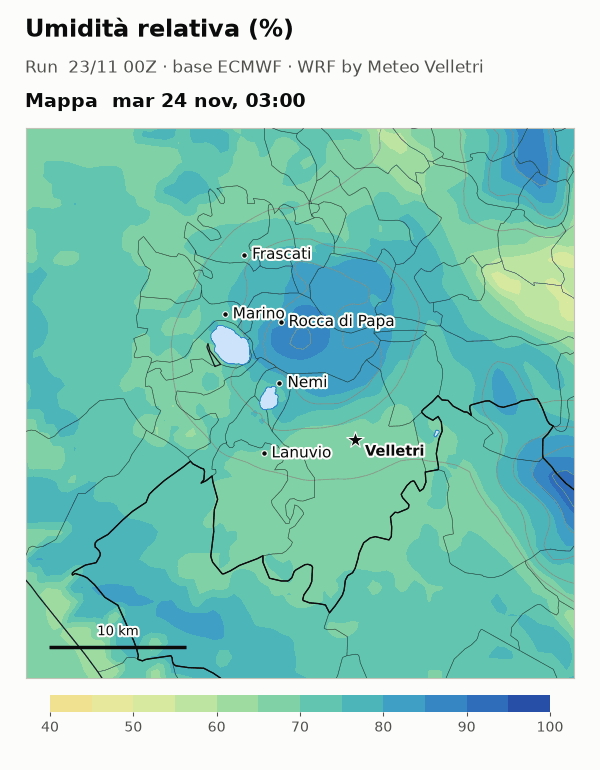 Umidità relativa (%)
Run  23/11 00Z · base ECMWF · WRF by Meteo Velletri
Mappa  mar 24 nov, 03:00
Frascati
Marino
Rocca di Papa
Nemi
Velletri
Lanuvio
10 km
40 50 60 70 80 90 100